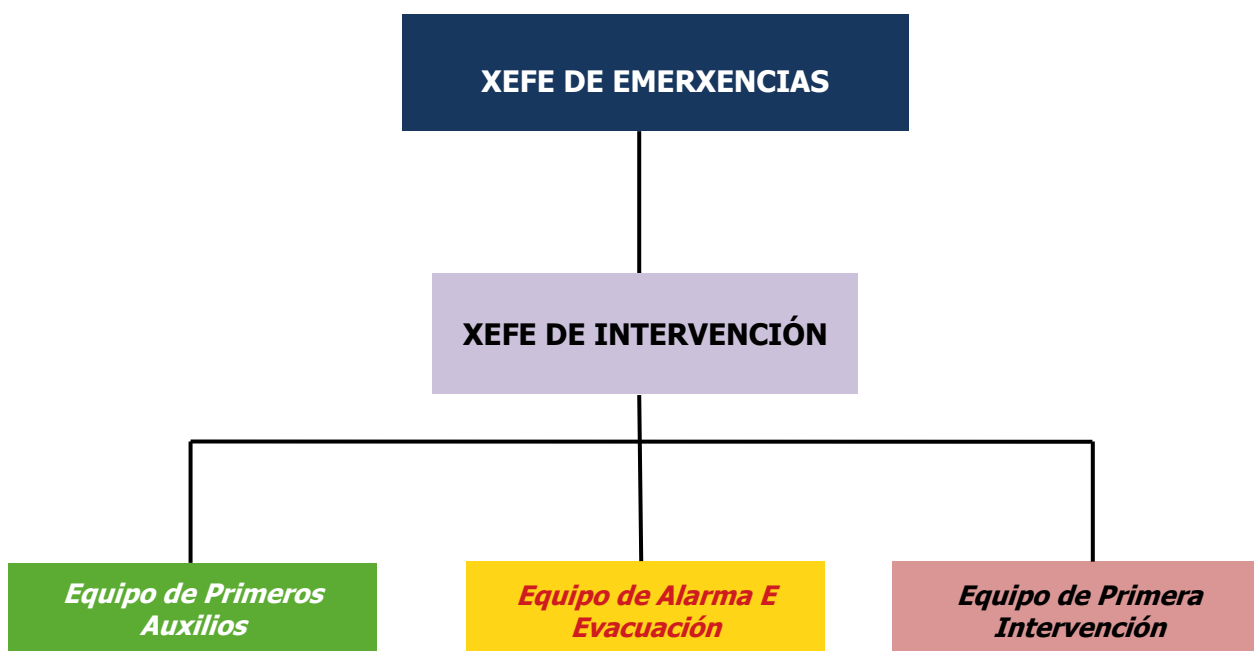 XEFE DE EMERXENCIAS
XEFE DE INTERVENCIÓN
Equipo de Primeros
Auxilios
Equipo de Alarma E
Evacuación
Equipo de Primera
Intervención